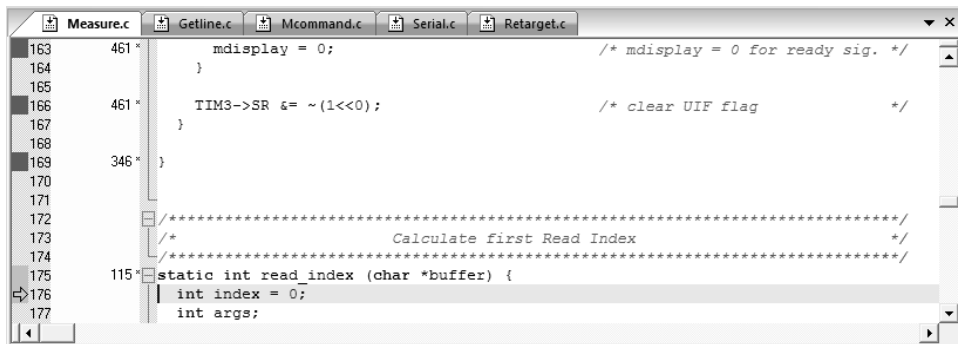 Measure.c Getline.c Mcommand.c Serial.c Retarget.c
163 461 * mdisplay = 0; /* mdisplay = 0 for ready sig. */
164 }
165
166 461 * TIM3->SR &= ~(1<<0); /* clear UIF flag */
167 }
168
169 346 * }
170
171
172 /******************************************************************************/
173 /* Calculate first Read Index */
174 /******************************************************************************/
175 115 * static int read_index (char *buffer) {
176 int index = 0;
177 int args;